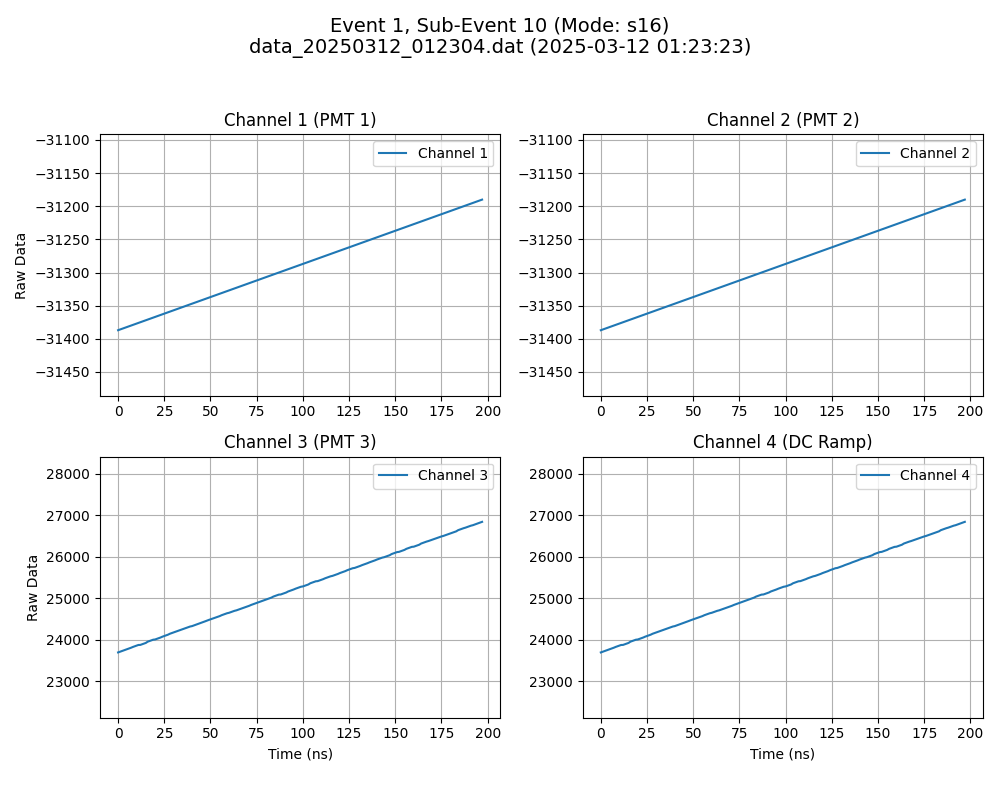 Event 1, Sub-Event 10 (Mode: s16)
data_20250312_012304.dat (2025-03-12 01:23:23)
Channel 1 (PMT 1)
Channel 2 (PMT 2)
−31100
−31150
−31200
−31250
−31300
−31350
−31400
−31450
Raw Data
Channel 1
0 25 50 75 100 125 150 175 200
−31100
−31150
−31200
−31250
−31300
−31350
−31400
−31450
Channel 2
0 25 50 75 100 125 150 175 200
Channel 3 (PMT 3)
Channel 4 (DC Ramp)
28000
27000
26000
25000
24000
23000
Raw Data
Channel 3
0 25 50 75 100 125 150 175 200
Time (ns)
28000
27000
26000
25000
24000
23000
Channel 4
0 25 50 75 100 125 150 175 200
Time (ns)